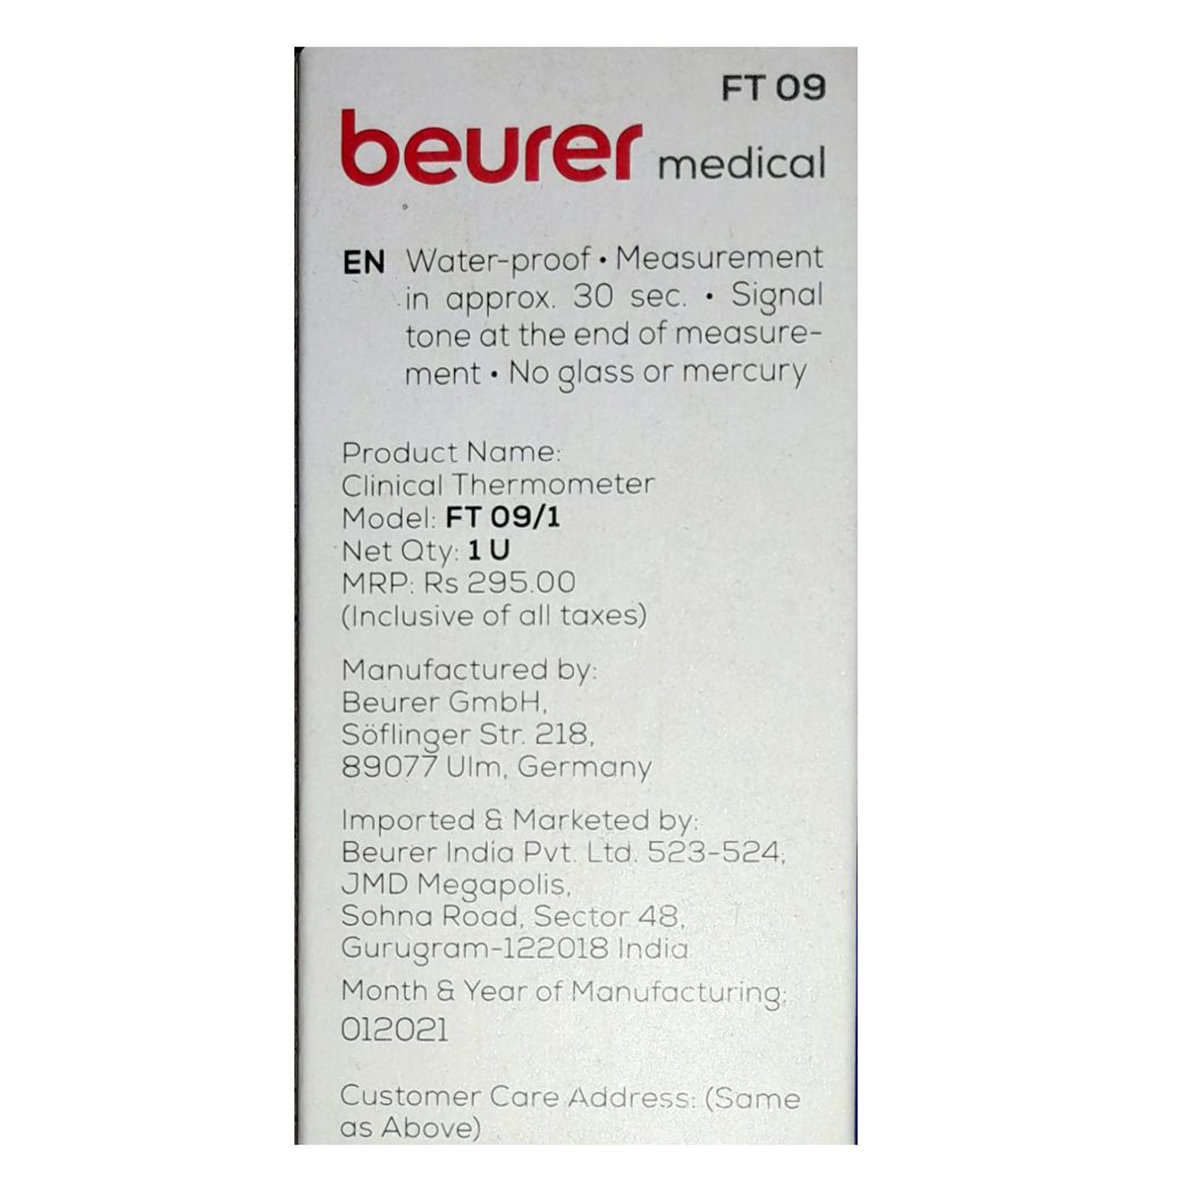 FT 09
beurer medical
EN Water-proof • Measurement
in approx. 30 sec. • Signal
tone at the end of measure-
ment • No glass or mercury
Product Name:
Clinical Thermometer
Model: FT 09/1
Net Qty: 1 U
MRP: Rs 295.00
(Inclusive of all taxes)
Manufactured by:
Beurer GmbH,
Söflinger Str. 218,
89077 Ulm, Germany
Imported & Marketed by:
Beurer India Pvt. Ltd. 523-524,
JMD Megapolis,
Sohna Road, Sector 48,
Gurugram-122018 India
Month & Year of Manufacturing:
012021
Customer Care Address: (Same
as Above)